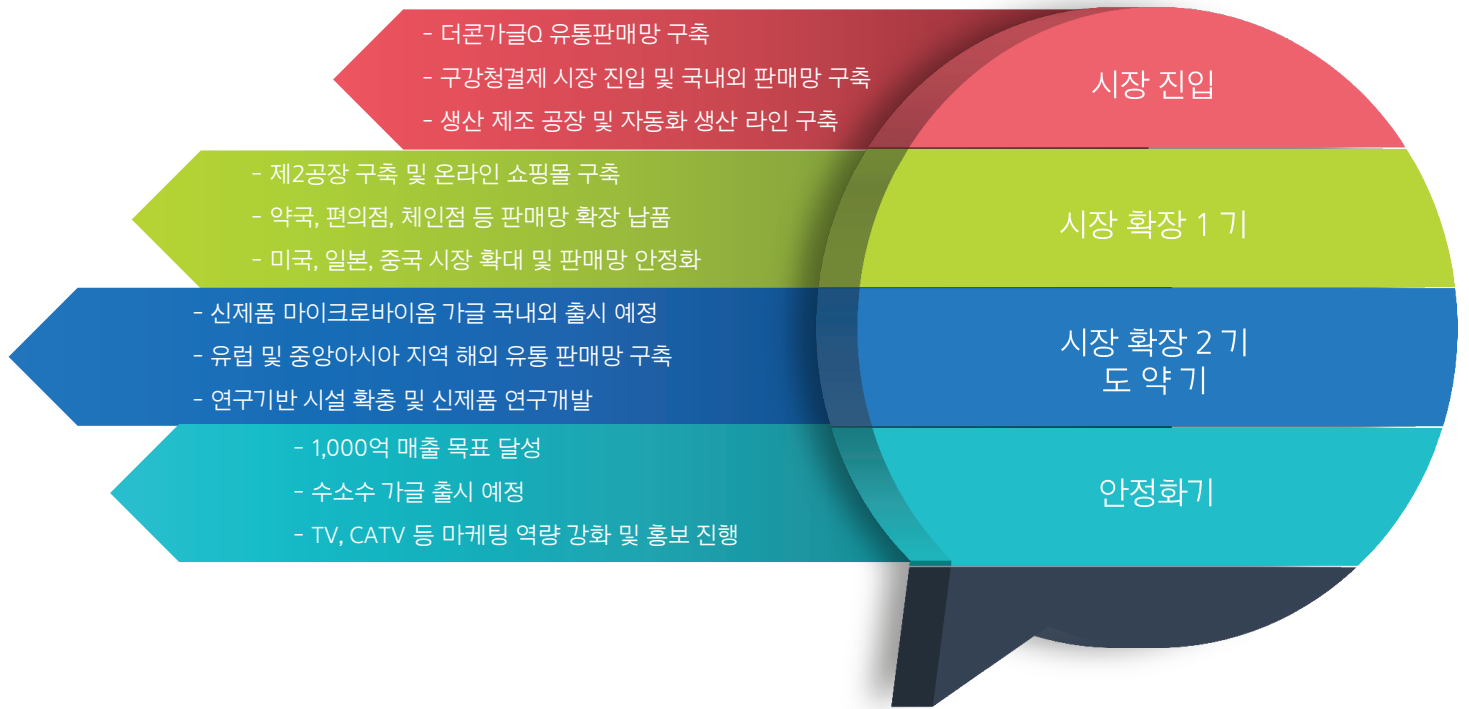 - 더콘가글Q 유통판매망 구축
- 구강청결제 시장 진입 및 국내외 판매망 구축
- 생산 제조 공장 및 자동화 생산 라인 구축
시장 진입
- 제2공장 구축 및 온라인 쇼핑몰 구축
- 약국, 편의점, 체인점 등 판매망 확장 납품
- 미국, 일본, 중국 시장 확대 및 판매망 안정화
시장 확장 1 기
- 신제품 마이크로바이옴 가글 국내외 출시 예정
- 유럽 및 중앙아시아 지역 해외 유통 판매망 구축
- 연구기반 시설 확충 및 신제품 연구개발
시장 확장 2 기
도 약 기
- 1,000억 매출 목표 달성
- 수소수 가글 출시 예정
- TV, CATV 등 마케팅 역량 강화 및 홍보 진행
안정화기